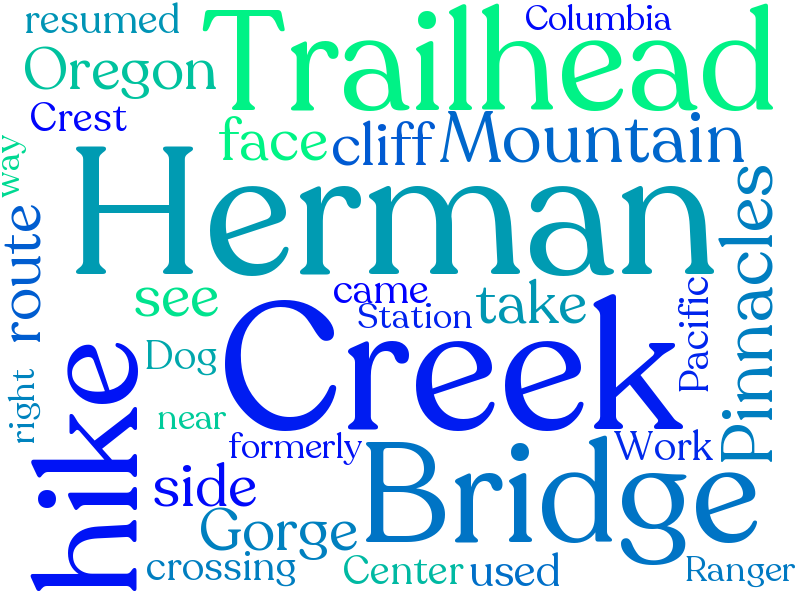 resumed
Columbia
Trailhead
Oregon
Crest
face
cliff
Mountain
way
Herman
Pinnacles
route
see
came
take
Station
Pacific
Creek
Dog
right
hike
near
formerly
Work
Bridge
side
Gorge
crossing
Center
used
Ranger